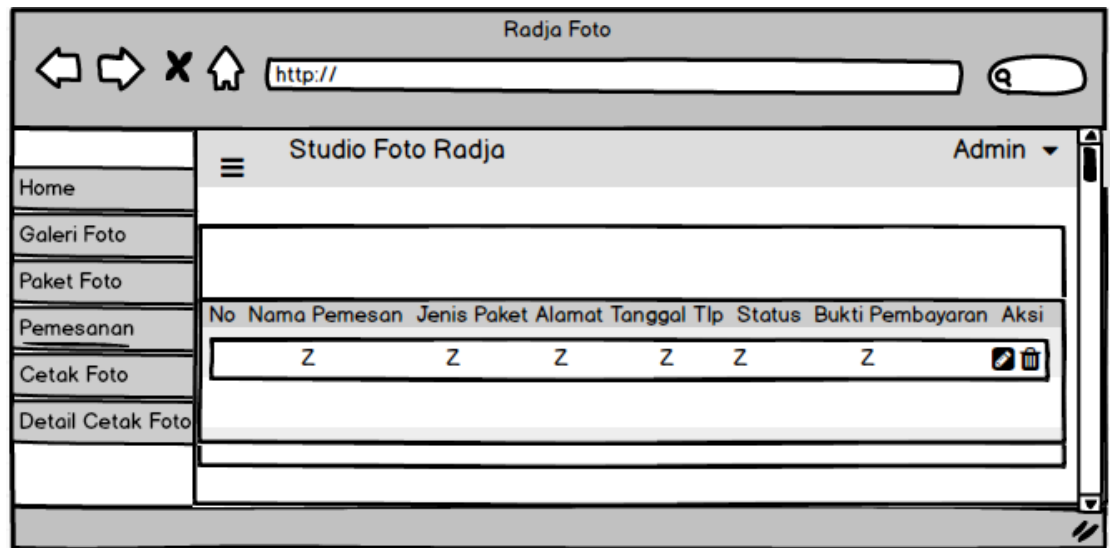 Radja Foto
http://
Studio Foto Radja
Admin
Home
Galeri Foto
Paket Foto
Pemesanan
Cetak Foto
Detail Cetak Foto
No Nama Pemesan Jenis Paket Alamat Tanggal Tlp Status Bukti Pembayaran Aksi
Z Z Z Z Z Z